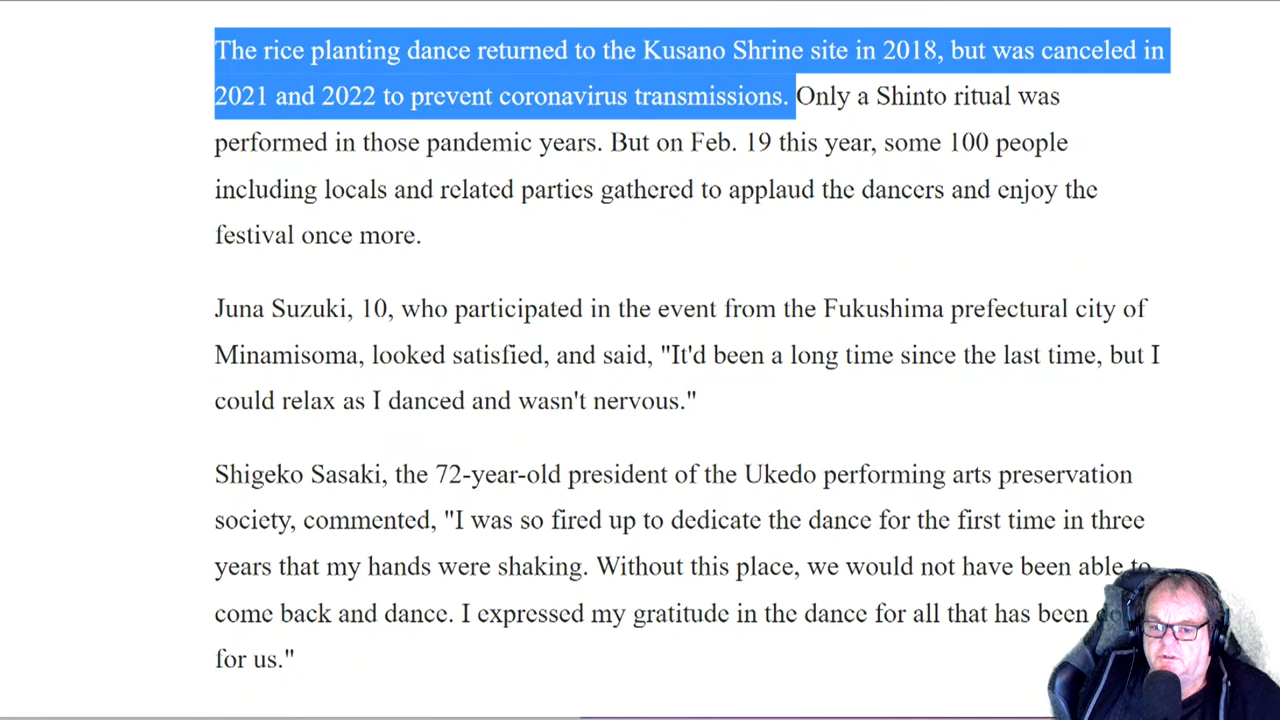 The rice planting dance returned to the Kusano Shrine site in 2018, but was canceled in
2021 and 2022 to prevent coronavirus transmissions. Only a Shinto ritual was
performed in those pandemic years. But on Feb. 19 this year, some 100 people
including locals and related parties gathered to applaud the dancers and enjoy the
festival once more.
Juna Suzuki, 10, who participated in the event from the Fukushima prefectural city of
Minamisoma, looked satisfied, and said, "It'd been a long time since the last time, but I
could relax as I danced and wasn't nervous."
Shigeko Sasaki, the 72-year-old president of the Ukedo performing arts preservation
society, commented, "I was so fired up to dedicate the dance for the first time in three
years that my hands were shaking. Without this place, we would not have been able to
come back and dance. I expressed my gratitude in the dance for all that has been
for us."